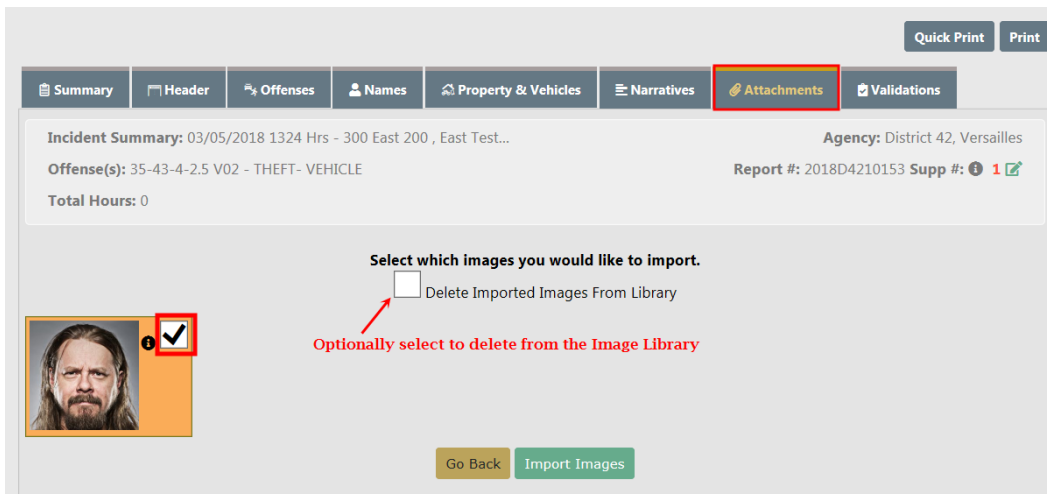 Quick Print Print
Summary Header Offenses Names Property & Vehicles Narratives Attachments Validations
Incident Summary: 03/05/2018 1324 Hrs - 300 East 200 , East Test... Agency: District 42, Versailles
Offense(s): 35-43-4-2.5 V02 - THEFT- VEHICLE Report #: 2018D4210153 Supp #: 1
Total Hours: 0
Select which images you would like to import.
Delete Imported Images From Library
Optionally select to delete from the Image Library
Go Back Import Images